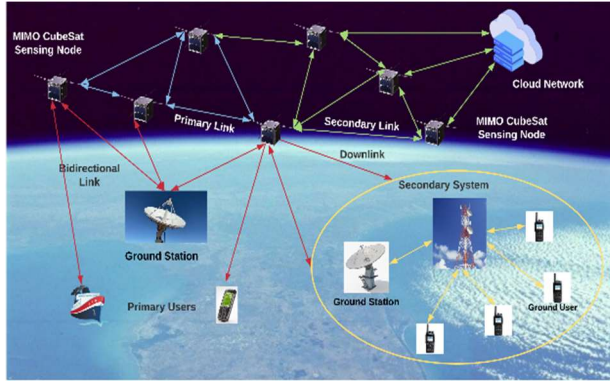 MIMO CubeSat
Sensing Node
Cloud Network
Primary Link
Secondary Link
MIMO CubeSat
Sensing Node
Bidirectional
Link
Downlink
Secondary System
Ground Station
Primary Users
Ground Station
Ground User